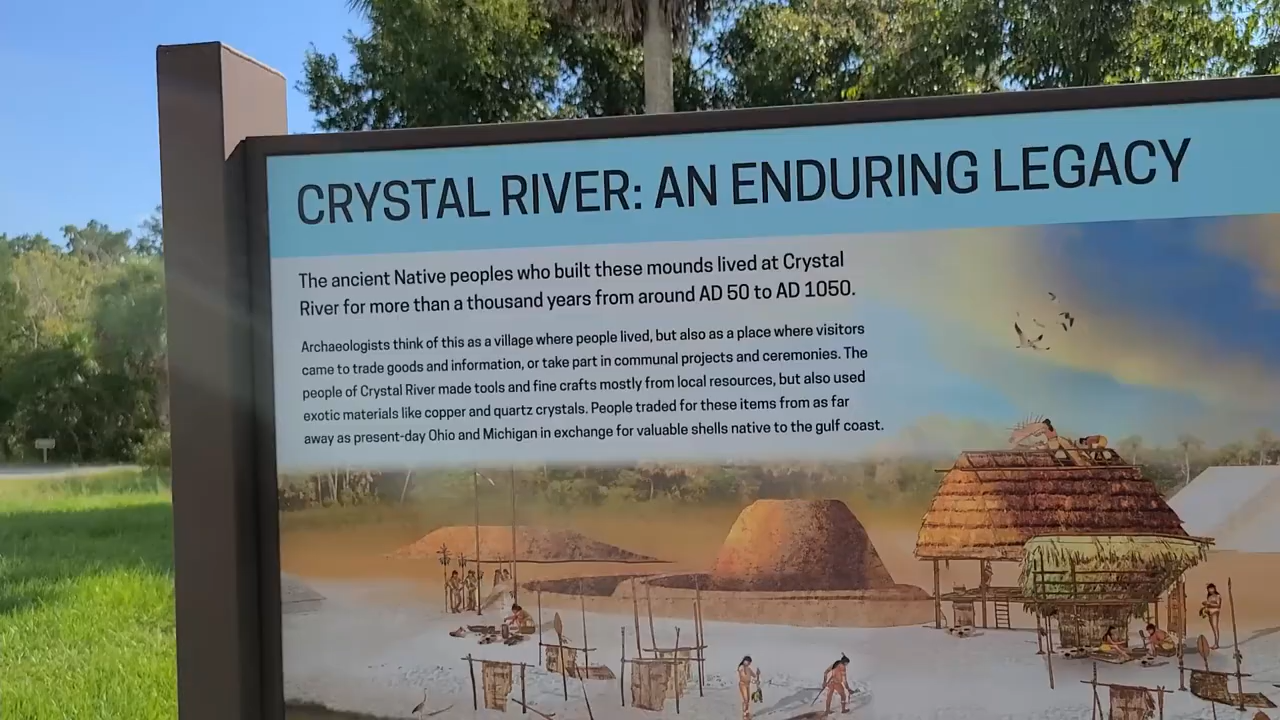 CRYSTAL RIVER: AN ENDURING LEGACY
The ancient Native peoples who built these mounds lived at Crystal
River for more than a thousand years from around AD 50 to AD 1050.
Archaeologists think of this as a village where people lived, but also as a place where visitors
came to trade goods and information, or take part in communal projects and ceremonies. The
people of Crystal River made tools and fine crafts mostly from local resources, but also used
exotic materials like copper and quartz crystals. People traded for these items from as far
away as present-day Ohio and Michigan in exchange for valuable shells native to the gulf coast.